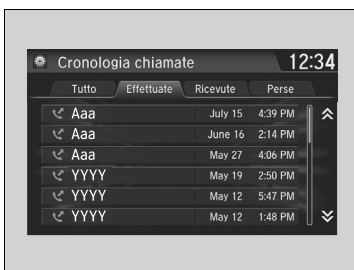 Cronologia chiamate 12:34
Tutto Effettuate Ricevute Perse
Aaa July 15 4:39 PM
Aaa June 16 2:14 PM
Aaa May 27 4:06 PM
YYYY May 19 2:50 PM
YYYY May 12 5:47 PM
YYYY May 12 1:48 PM